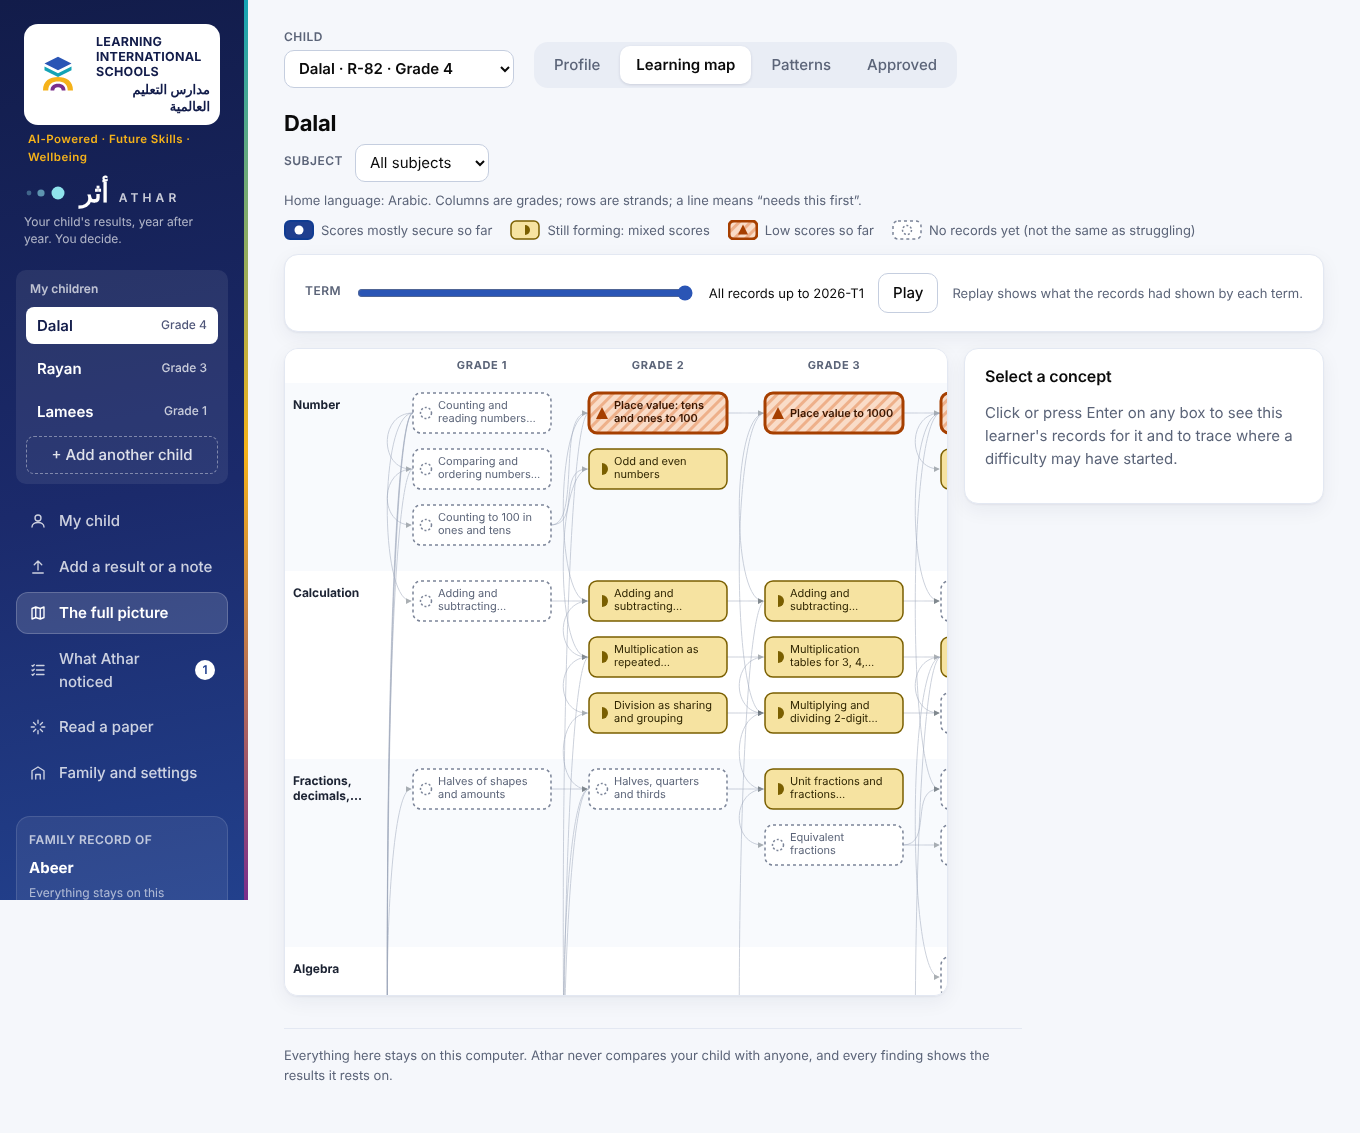 LEARNING
INTERNATIONAL
SCHOOLS
مدارس التعليم
العالمية
AI-Powered · Future Skills ·
Wellbeing
أثر ATHAR
Your child's results, year after
year. You decide.
My children
Dalal Grade 4
Rayan Grade 3
Lamees Grade 1
+ Add another child
My child
Add a result or a note
The full picture
What Athar
noticed
1
Read a paper
Family and settings
FAMILY RECORD OF
Abeer
Everything stays on this
CHILD
Dalal · R-82 · Grade 4
Profile
Learning map
Patterns
Approved
Dalal
SUBJECT
All subjects
Home language: Arabic. Columns are grades; rows are strands; a line means “needs this first”.
Scores mostly secure so far
Still forming: mixed scores
Low scores so far
No records yet (not the same as struggling)
TERM
All records up to 2026-T1
Play
Replay shows what the records had shown by each term.
GRADE 1
GRADE 2
GRADE 3
Number
Counting and
reading numbers...
Place value: tens
and ones to 100
Place value to 1000
Comparing and
ordering numbers...
Odd and even
numbers
Counting to 100 in
ones and tens
Calculation
Adding and
subtracting...
Adding and
subtracting...
Adding and
subtracting...
Multiplication as
repeated...
Multiplication
tables for 3, 4,...
Division as sharing
and grouping
Multiplying and
dividing 2-digit...
Fractions,
decimals,...
Halves of shapes
and amounts
Halves, quarters
and thirds
Unit fractions and
fractions...
Equivalent
fractions
Algebra
Select a concept
Click or press Enter on any box to see this
learner's records for it and to trace where a
difficulty may have started.
Everything here stays on this computer. Athar never compares your child with anyone, and every finding shows the
results it rests on.